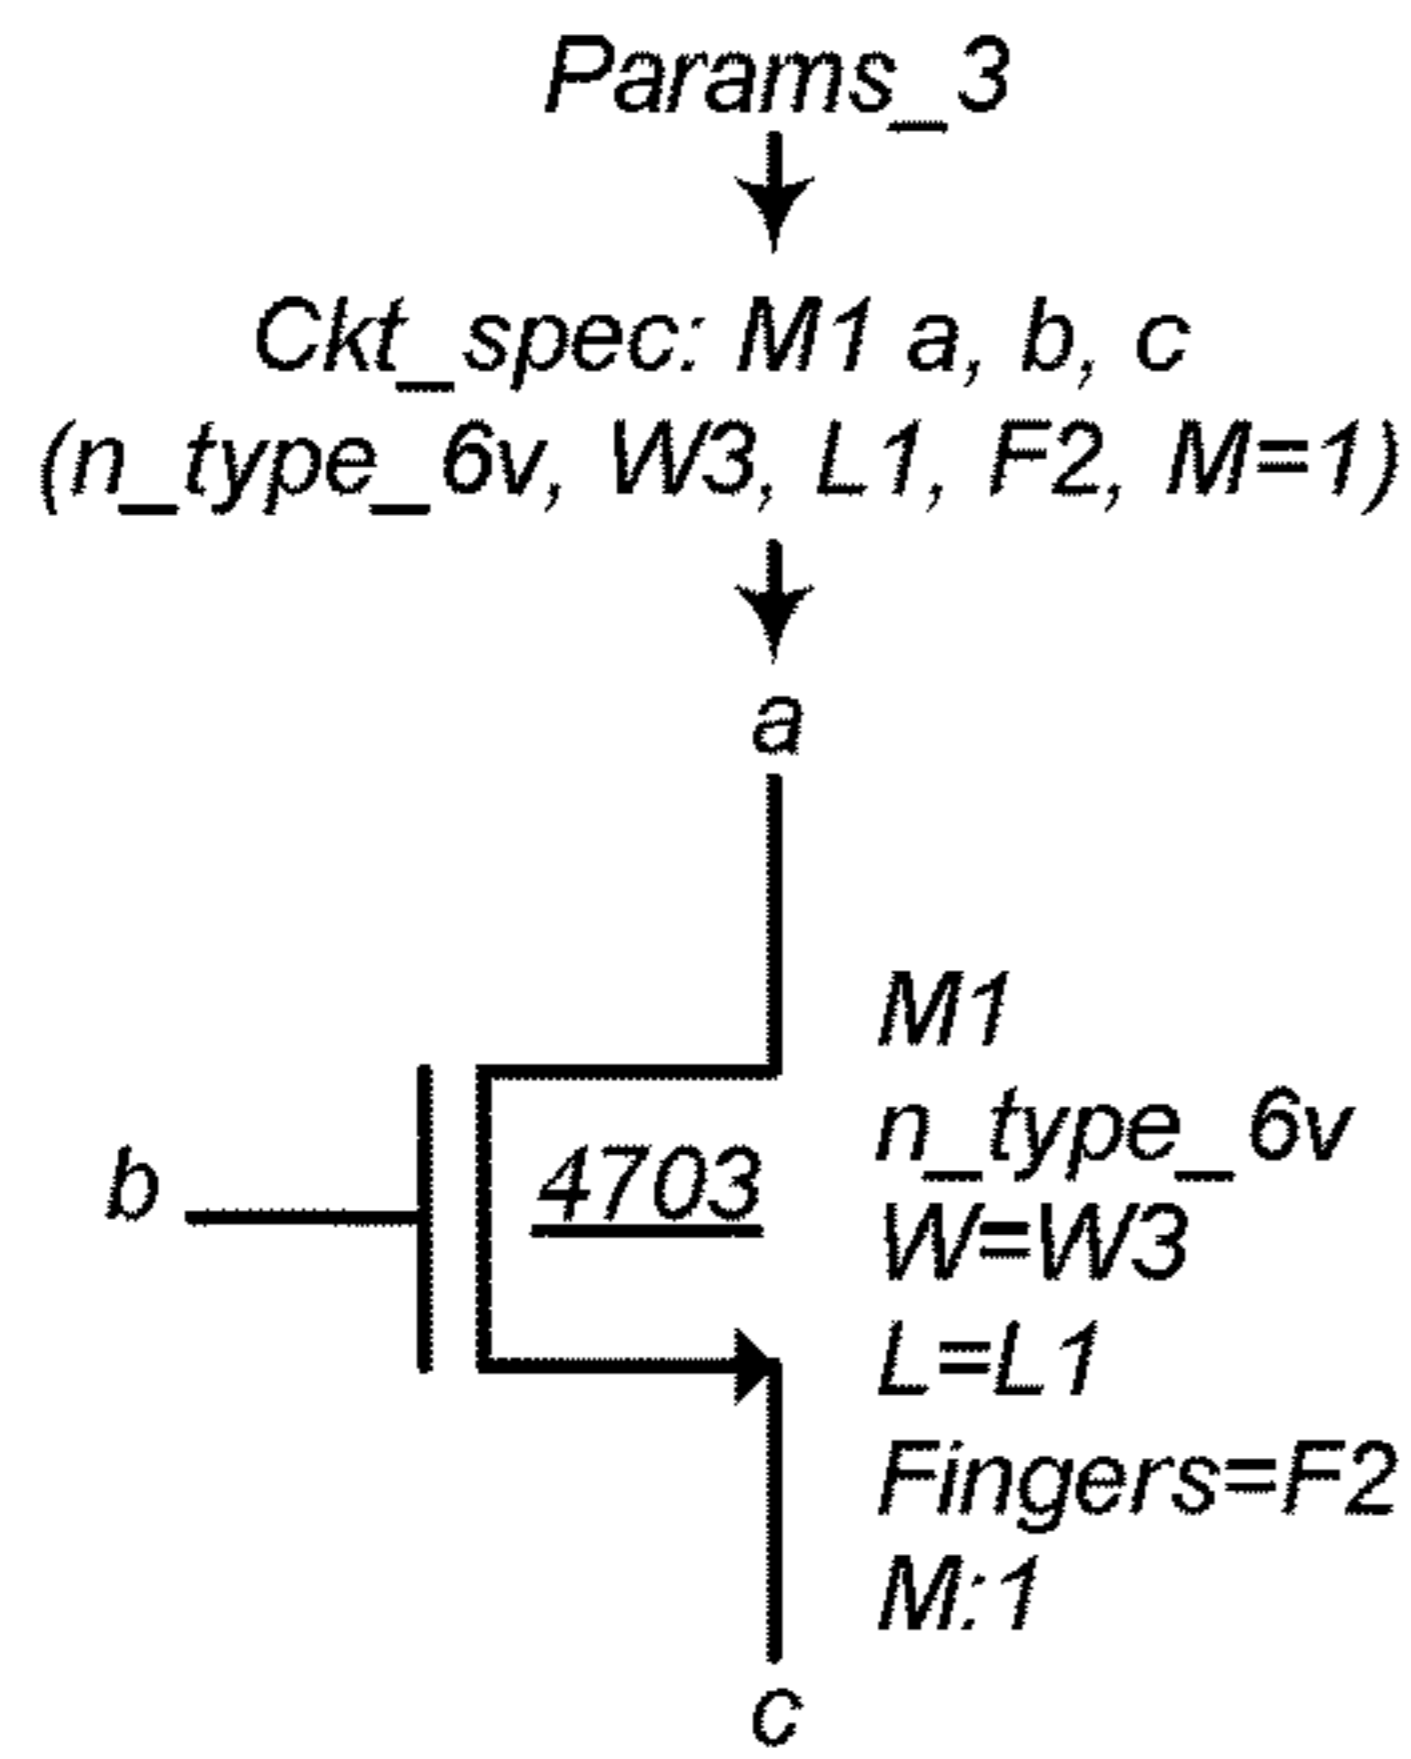 Params_3
Ckt_spec: M1 a, b, c
(n_type_6v, W3, L1, F2, M=1)
a
M1
n_type_6v
b
4703
W=W3
L=L1
Fingers=F2
M:1
c